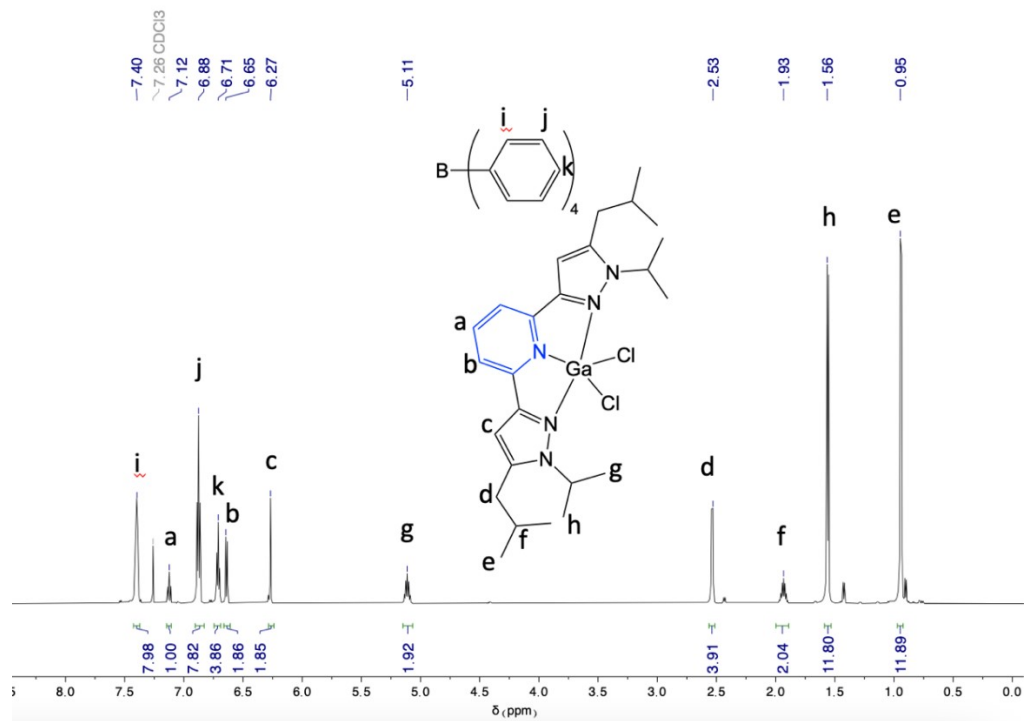 7.40
7.26 CDCl3
7.12
6.88
6.71
6.65
6.27
5.11
2.53
1.93
1.56
0.95
i
j
B
k
4
h
e
N
N
a
N
Cl
b
Ga
Cl
j
N
c
N
g
i
k
c
d
d
b
h
f
a
g
f
e
7.98
1.00
7.82
3.86
1.86
1.85
1.92
3.91
2.04
11.80
11.89
5 8.0 7.5 7.0 6.5 6.0 5.5 5.0 4.5 4.0 3.5 3.0 2.5 2.0 1.5 1.0 0.5 0.0
δ (ppm)